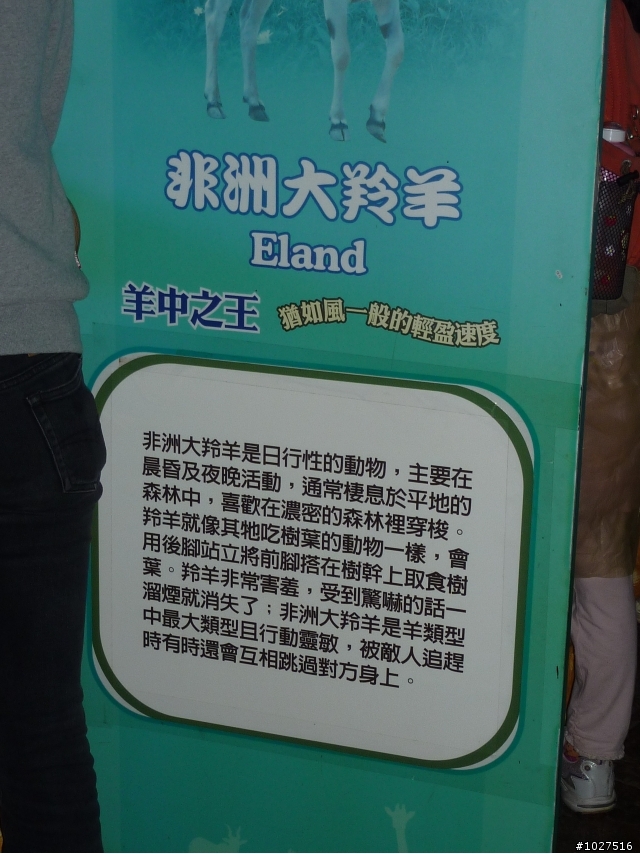 非洲大羚羊
Eland
羊中之王 猶如風一般的輕盈速度
非洲大羚羊是日行性的動物，主要在
晨昏及夜晚活動，通常棲息於平地的
森林中，喜歡在濃密的森林裡穿梭。
羚羊就像其牠吃樹葉的動物一樣，會
用後腳站立將前腳搭在樹幹上取食樹
葉。羚羊非常害羞，受到驚嚇的話一
溜煙就消失了；非洲大羚羊是羊類型
中最大類型且行動靈敏，被敵人追趕
時有時還會互相跳過對方身上。
#1027516